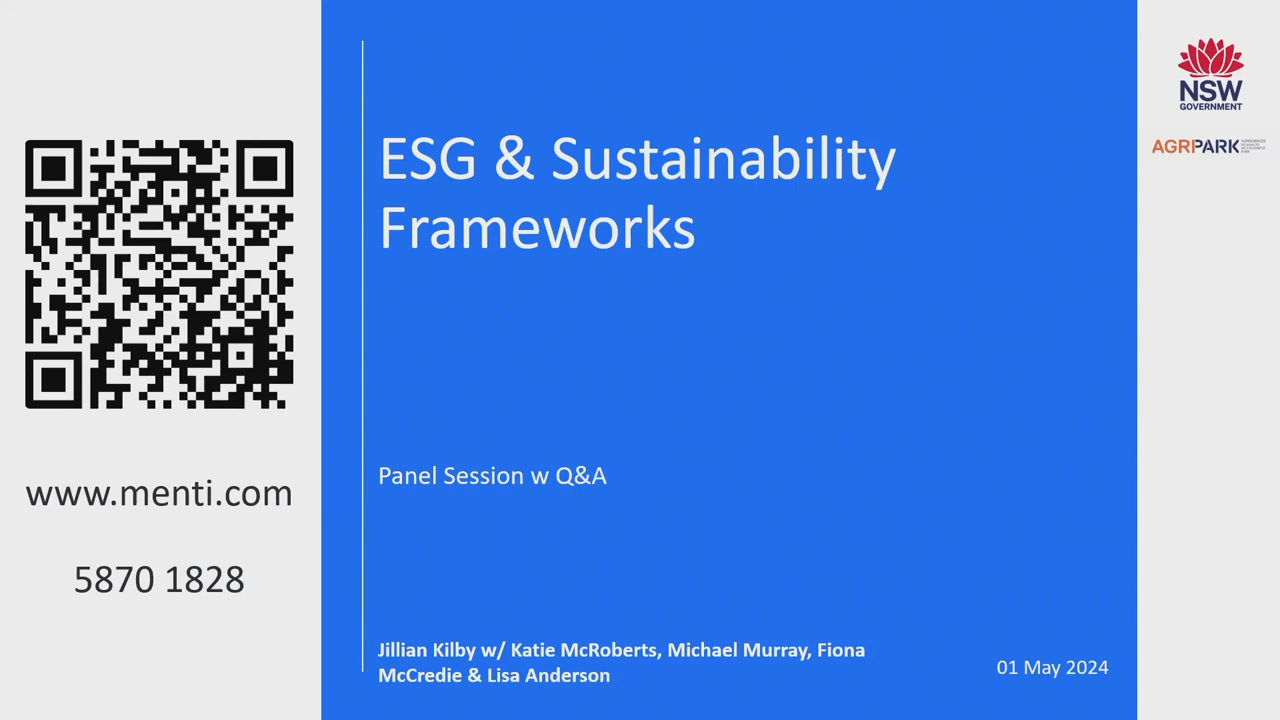 www.menti.com
5870 1828
ESG & Sustainability
Frameworks
Panel Session w Q&A
Jillian Kilby w/ Katie McRoberts, Michael Murray, Fiona
McCredie & Lisa Anderson
01 May 2024
NSW
GOVERNMENT
AGRIPARK